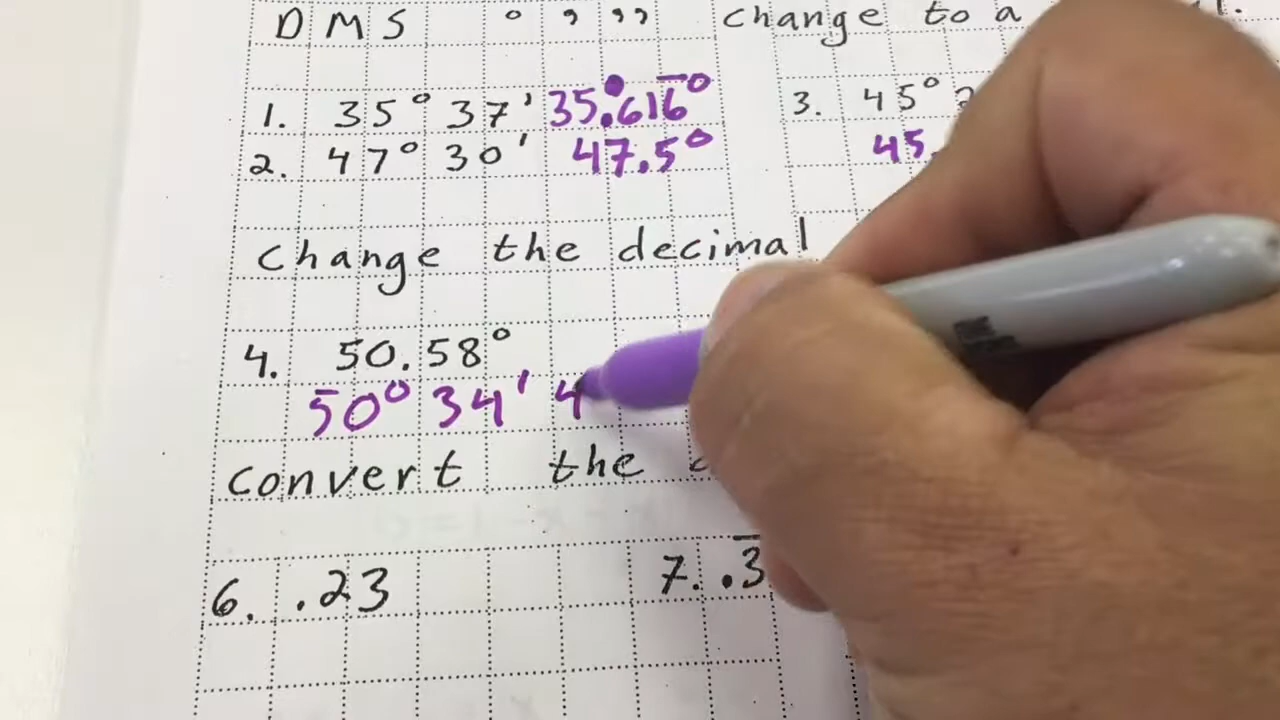 D M S ° ’ ’’ change to a
1. 35° 37' 35.616̅°
2. 47° 30' 47.5°
3. 45°
45.
change the decimal
4. 50.58°
50° 34' 4
convert the
6. .23
7. .3̅